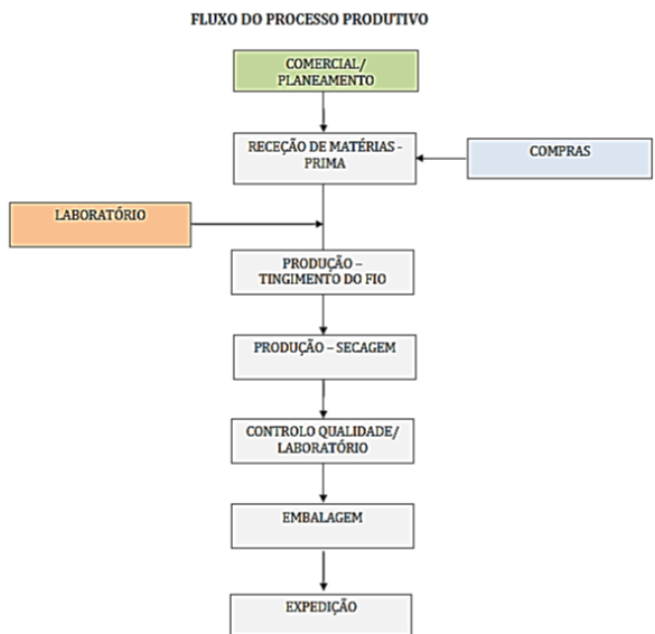 FLUXO DO PROCESSO PRODUTIVO
COMERCIAL/
PLANEAMENTO
RECEÇÃO DE MATÉRIAS -
PRIMA
COMPRAS
LABORATÓRIO
PRODUÇÃO –
TINGIMENTO DO FIO
PRODUÇÃO – SECAGEM
CONTROLO QUALIDADE/
LABORATÓRIO
EMBALAGEM
EXPEDIÇÃO